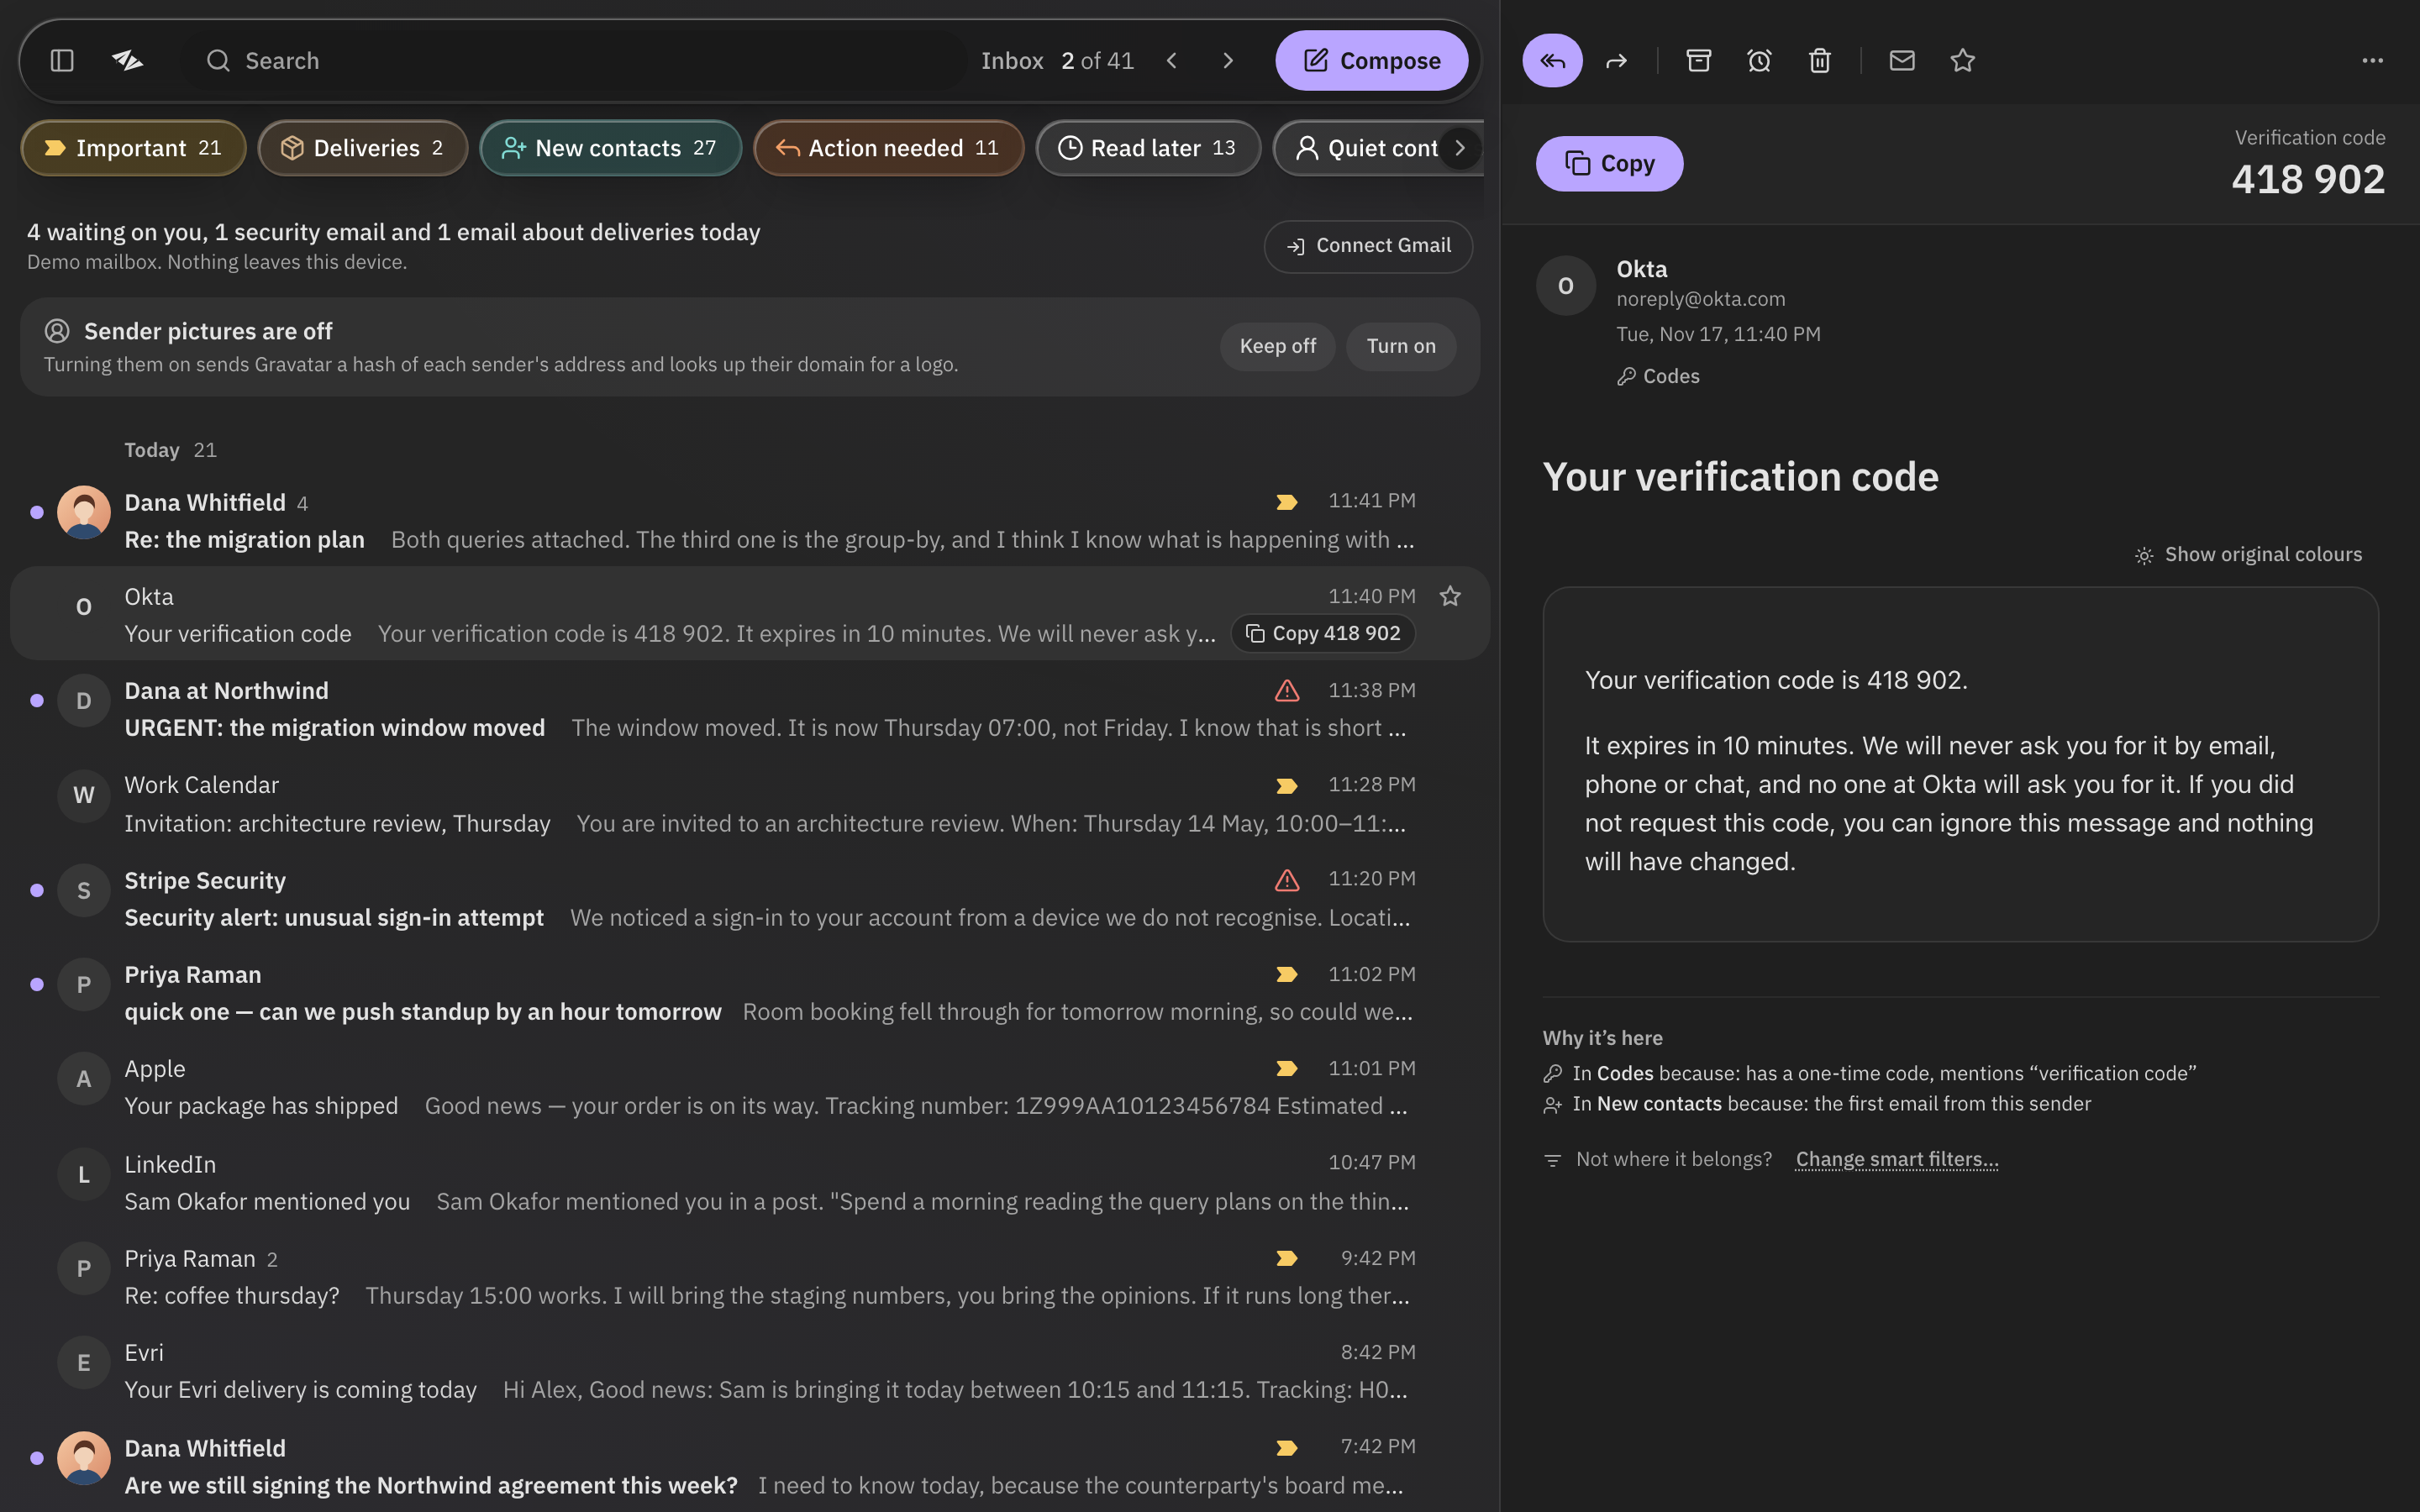 Search
Inbox 2 of 41
Compose
Important 21
Deliveries 2
New contacts 27
Action needed 11
Read later 13
Quiet cont
4 waiting on you, 1 security email and 1 email about deliveries today
Demo mailbox. Nothing leaves this device.
Connect Gmail
Sender pictures are off
Turning them on sends Gravatar a hash of each sender's address and looks up their domain for a logo.
Keep off
Turn on
Today 21
Dana Whitfield 4
11:41 PM
Re: the migration plan Both queries attached. The third one is the group-by, and I think I know what is happening with ...
O
Okta
11:40 PM
Your verification code Your verification code is 418 902. It expires in 10 minutes. We will never ask y...
Copy 418 902
D
Dana at Northwind
11:38 PM
URGENT: the migration window moved The window moved. It is now Thursday 07:00, not Friday. I know that is short ...
W
Work Calendar
11:28 PM
Invitation: architecture review, Thursday You are invited to an architecture review. When: Thursday 14 May, 10:00–11:...
S
Stripe Security
11:20 PM
Security alert: unusual sign-in attempt We noticed a sign-in to your account from a device we do not recognise. Locati...
P
Priya Raman
11:02 PM
quick one — can we push standup by an hour tomorrow Room booking fell through for tomorrow morning, so could we...
A
Apple
11:01 PM
Your package has shipped Good news — your order is on its way. Tracking number: 1Z999AA10123456784 Estimated ...
L
LinkedIn
10:47 PM
Sam Okafor mentioned you Sam Okafor mentioned you in a post. "Spend a morning reading the query plans on the thin...
P
Priya Raman 2
9:42 PM
Re: coffee thursday? Thursday 15:00 works. I will bring the staging numbers, you bring the opinions. If it runs long ther...
E
Evri
8:42 PM
Your Evri delivery is coming today Hi Alex, Good news: Sam is bringing it today between 10:15 and 11:15. Tracking: H0...
Dana Whitfield
7:42 PM
Are we still signing the Northwind agreement this week? I need to know today, because the counterparty's board me...
Copy
Verification code
418 902
O
Okta
noreply@okta.com
Tue, Nov 17, 11:40 PM
Codes
Your verification code
Show original colours
Your verification code is 418 902.
It expires in 10 minutes. We will never ask you for it by email,
phone or chat, and no one at Okta will ask you for it. If you did
not request this code, you can ignore this message and nothing
will have changed.
Why it’s here
In Codes because: has a one-time code, mentions “verification code”
In New contacts because: the first email from this sender
Not where it belongs? Change smart filters...